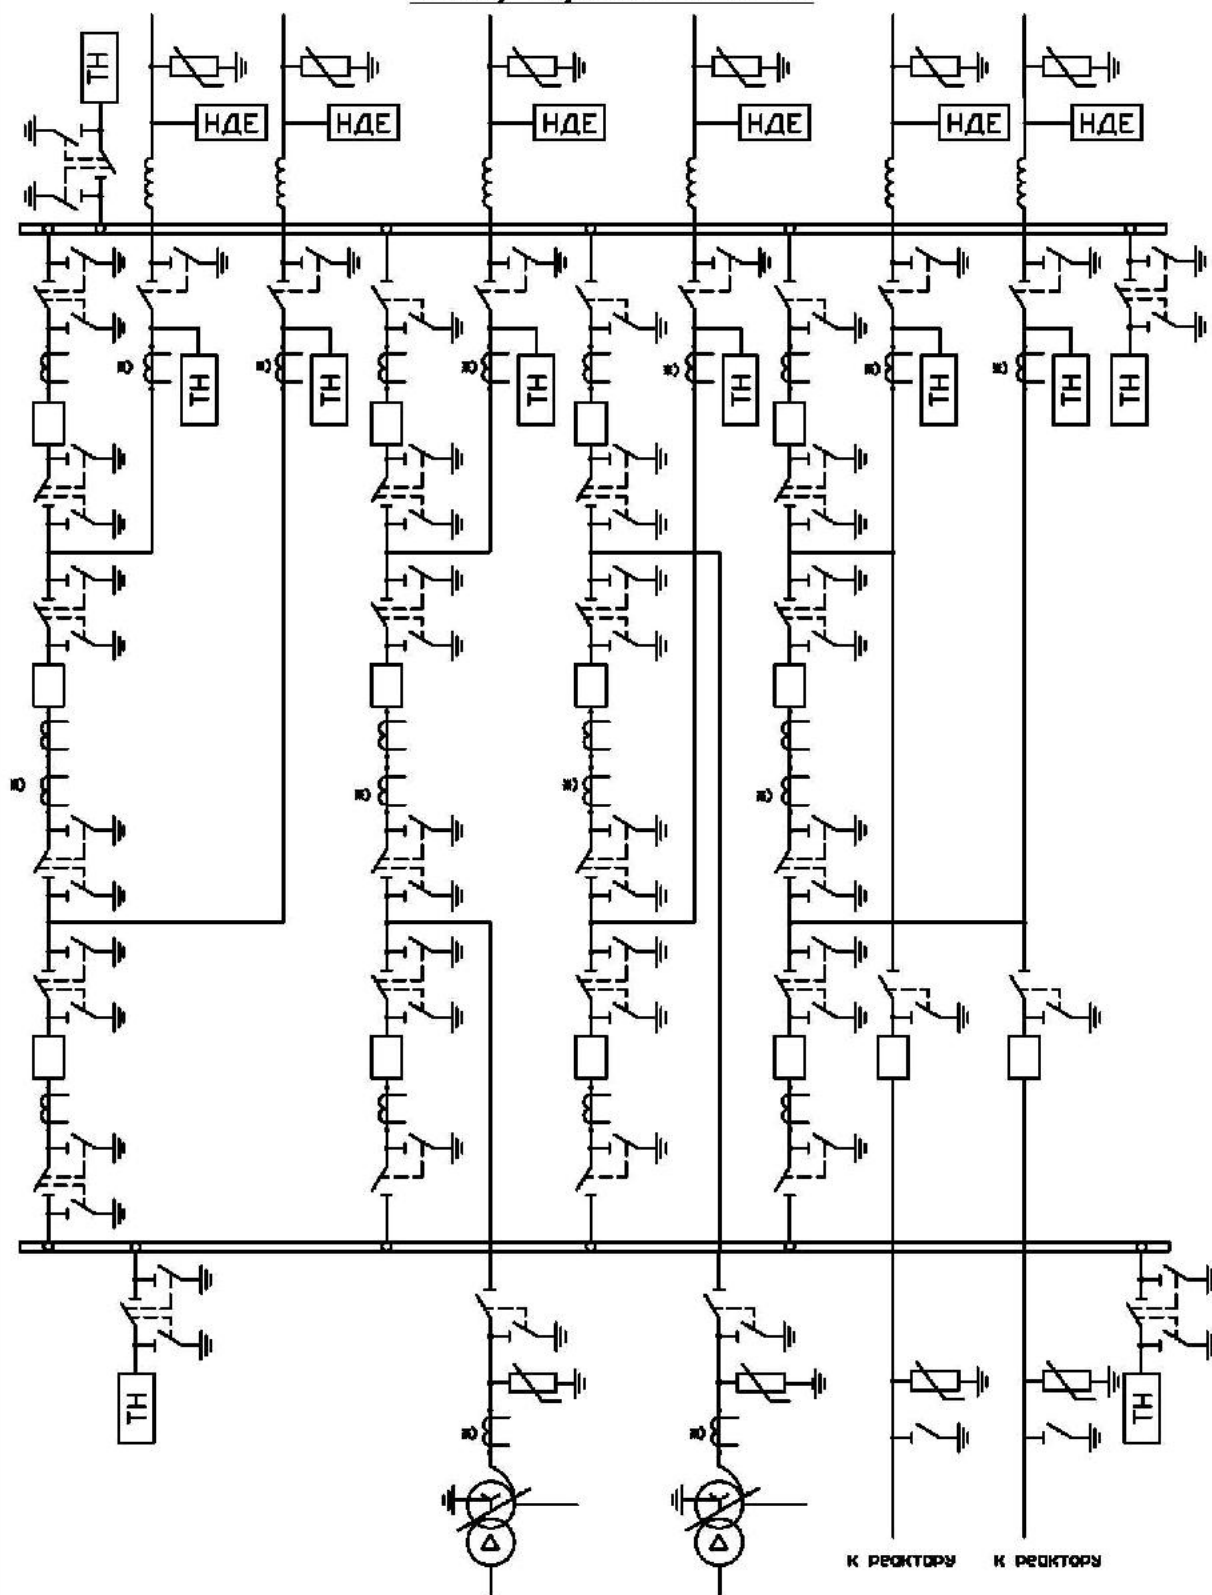 ТН
НДЕ НДЕ НДЕ НДЕ НДЕ НДЕ
*) *) *) *) *) *)
ТН ТН ТН ТН ТН ТН ТН
*) *) *) *)
ТН ТН
*) *)
К реактору К реактору